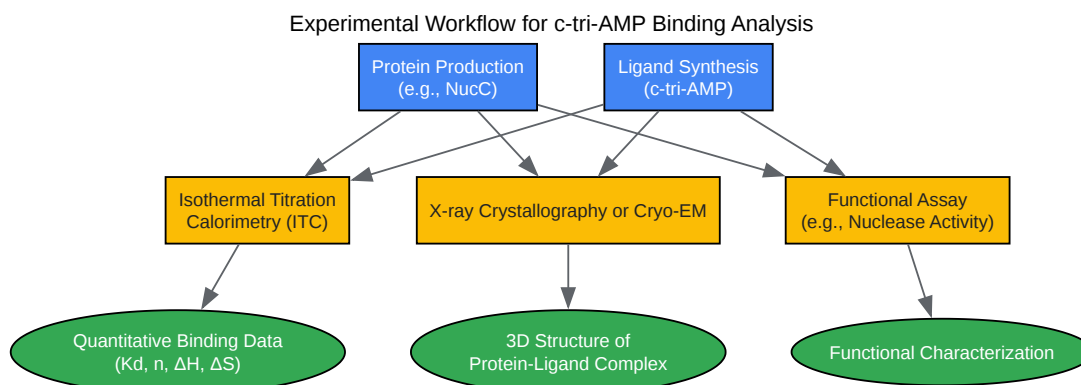 Experimental Workflow for c-tri-AMP Binding Analysis
Protein Production
(e.g., NucC)
Ligand Synthesis
(c-tri-AMP)
Isothermal Titration
Calorimetry (ITC)
X-ray Crystallography or Cryo-EM
Functional Assay
(e.g., Nuclease Activity)
Quantitative Binding Data
(Kd, n, ΔH, ΔS)
3D Structure of
Protein-Ligand Complex
Functional Characterization